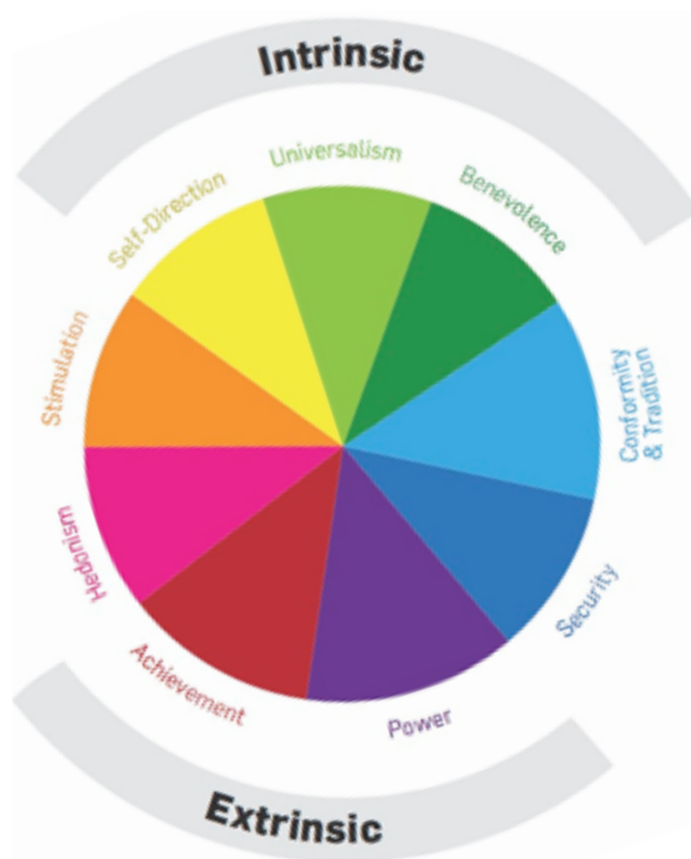 Intrinsic
Universalism
Benevolence
Self-Direction
Stimulation
Conformity
& Tradition
Hedonism
Security
Achievement
Power
Extrinsic